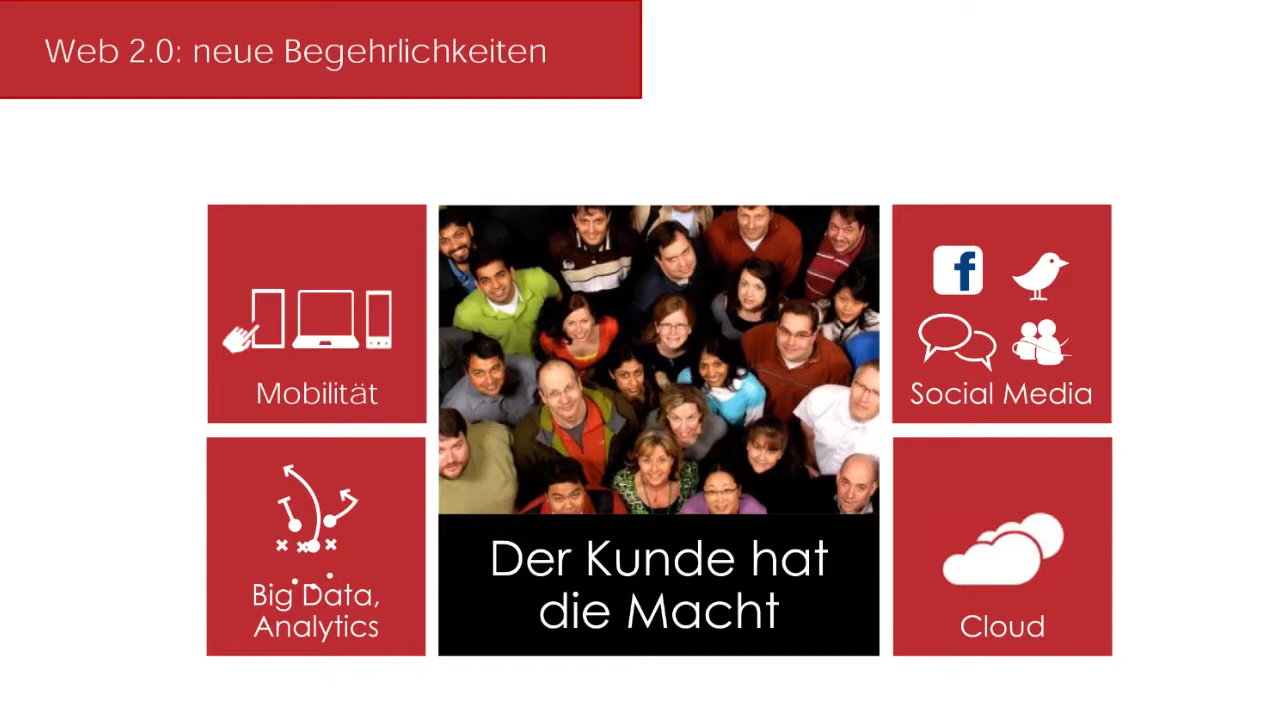 Web 2.0: neue Begehrlichkeiten
Mobilität
Social Media
Big Data,
Analytics
Der Kunde hat
die Macht
Cloud